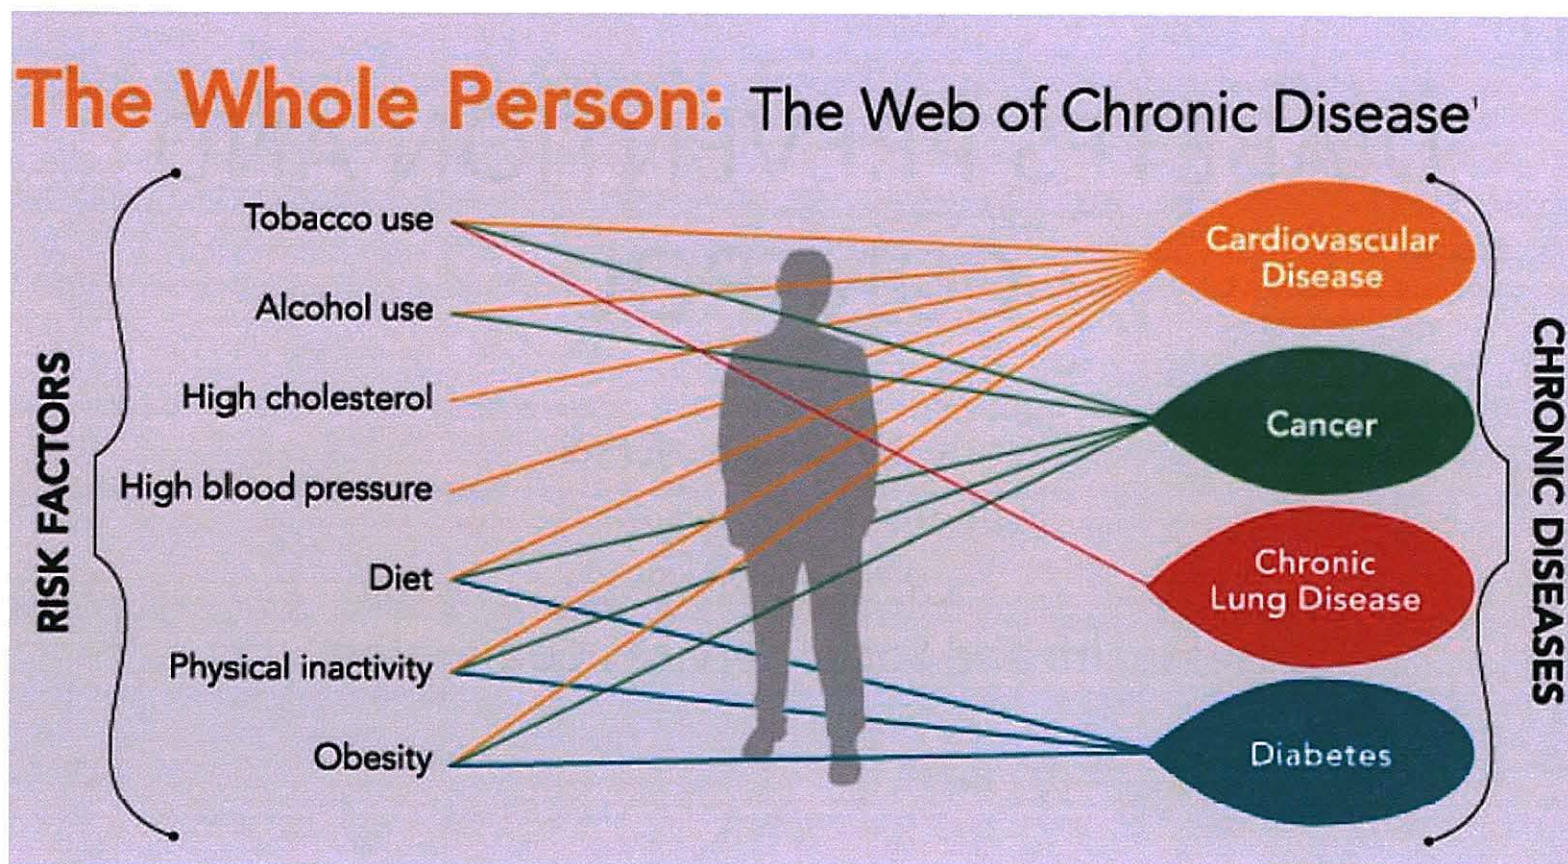 The Whole Person: The Web of Chronic Disease¹
RISK FACTORS
Tobacco use
Alcohol use
High cholesterol
High blood pressure
Diet
Physical inactivity
Obesity
Cardiovascular
Disease
Cancer
Chronic
Lung Disease
Diabetes
CHRONIC DISEASES